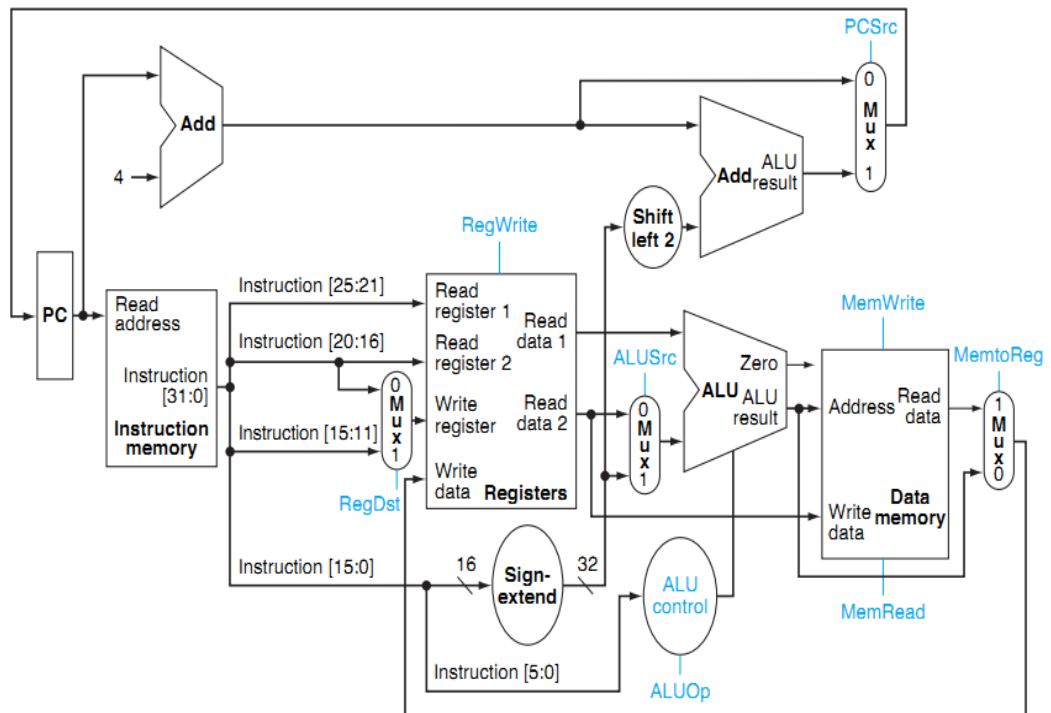 PCSrc
0
M
u
x
1
Add
4
Add
ALU
result
Shift
left 2
RegWrite
PC
Read
address
Instruction
[31:0]
Instruction
memory
Instruction [25:21]
Instruction [20:16]
Instruction [15:11]
Instruction [15:0]
0
M
u
x
1
RegDst
Read
register 1
Read
register 2
Write
register
Write
data
Read
data 1
Read
data 2
Registers
ALUSrc
0
M
u
x
1
Zero
ALU
ALU
result
MemWrite
Address
Read
data
Write
data
Data
memory
MemRead
MemtoReg
1
M
u
x
0
16
Sign-
extend
32
ALU
control
Instruction [5:0]
ALUOp